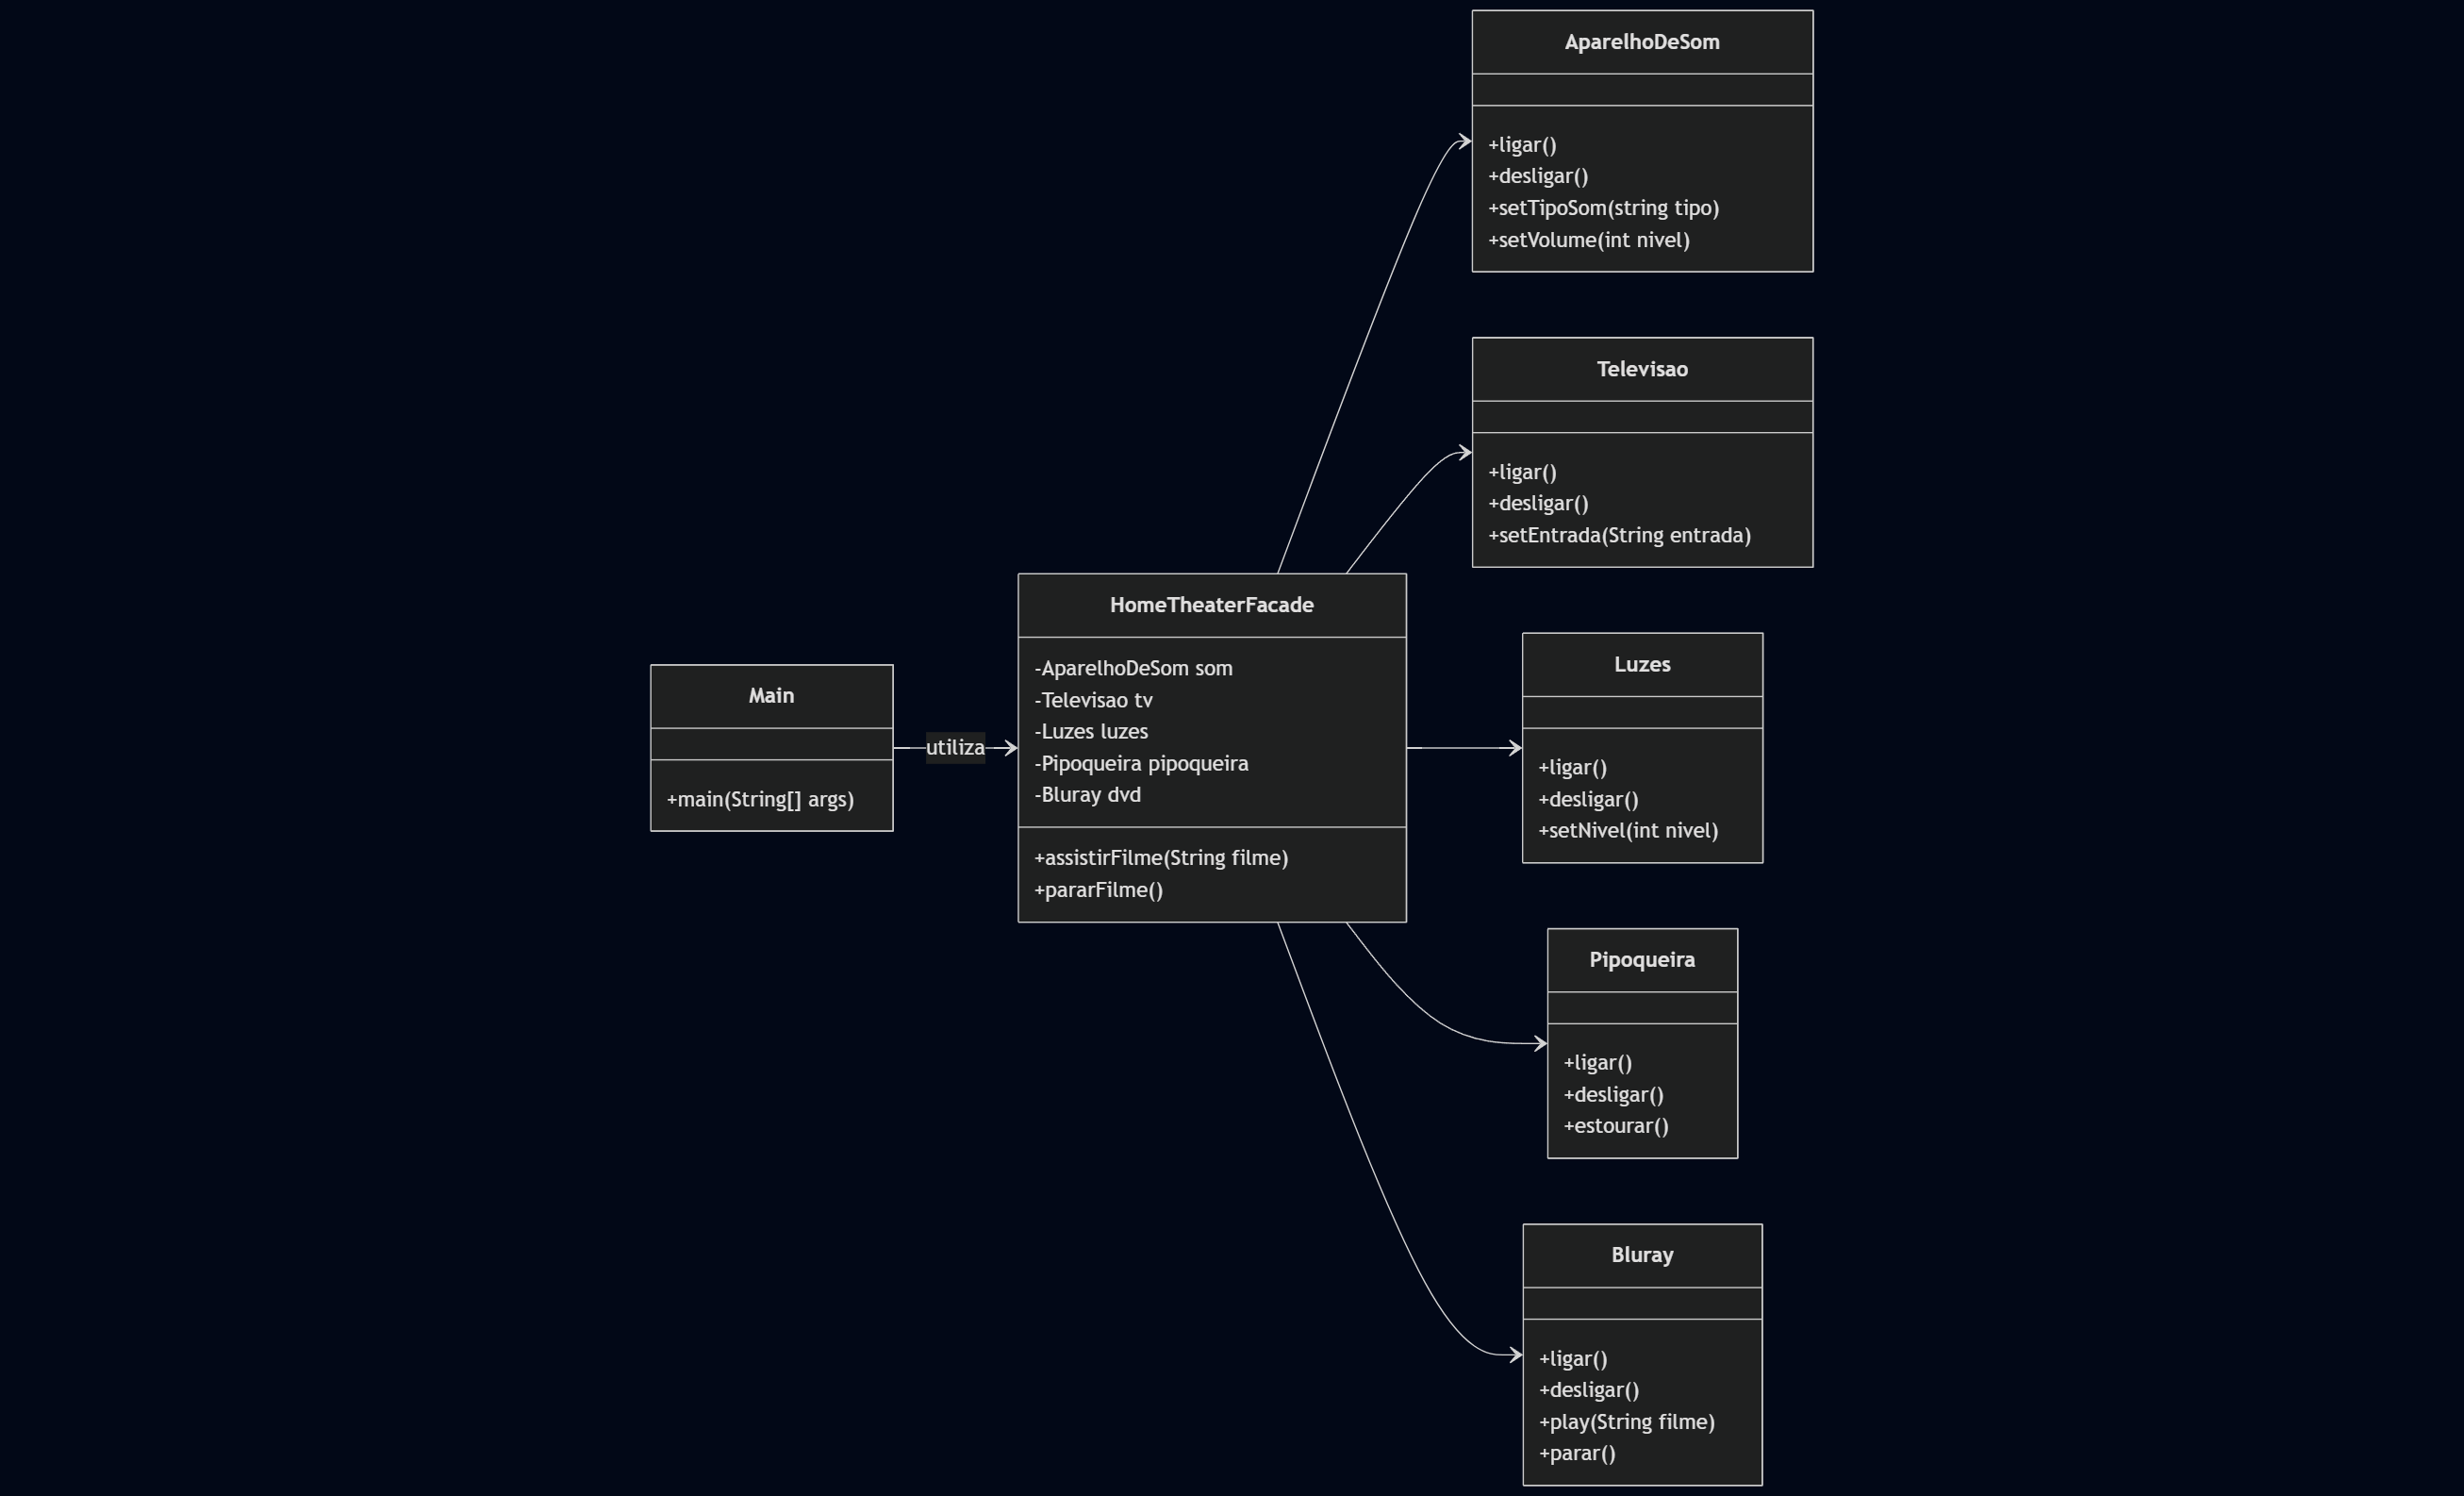 AparelhoDeSom
+ligar()
+desligar()
+setTipoSom(string tipo)
+setVolume(int nivel)
Televisao
+ligar()
+desligar()
+setEntrada(String entrada)
HomeTheaterFacade
-AparelhoDeSom som
-Televisao tv
-Luzes luzes
-Pipoqueira pipoqueira
-Bluray dvd
+assistirFilme(String filme)
+pararFilme()
Main
+main(String[] args)
utiliza
Luzes
+ligar()
+desligar()
+setNivel(int nivel)
Pipoqueira
+ligar()
+desligar()
+estourar()
Bluray
+ligar()
+desligar()
+play(String filme)
+parar()